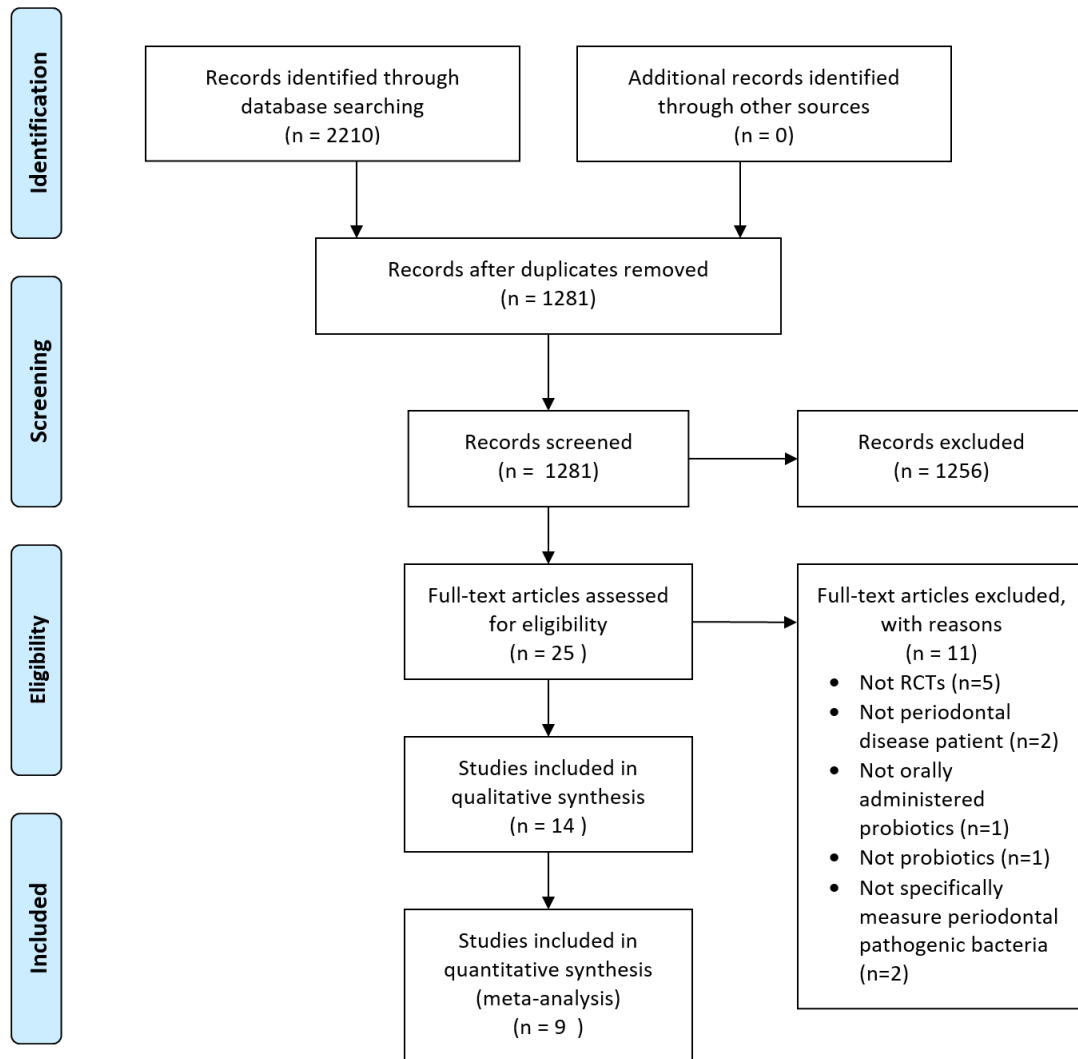 Identification
Records identified through
database searching
(n = 2210)
Additional records identified
through other sources
(n = 0)
Records after duplicates removed
(n = 1281)
Screening
Records screened
(n =  1281)
Records excluded
(n = 1256)
Eligibility
Full-text articles assessed
for eligibility
(n = 25 )
Full-text articles excluded,
with reasons
(n = 11)
• Not RCTs (n=5)
• Not periodontal
disease patient (n=2)
• Not orally
administered
probiotics (n=1)
• Not probiotics (n=1)
• Not specifically
measure periodontal
pathogenic bacteria
(n=2)
Studies included in
qualitative synthesis
(n = 14 )
Included
Studies included in
quantitative synthesis
(meta-analysis)
(n = 9  )